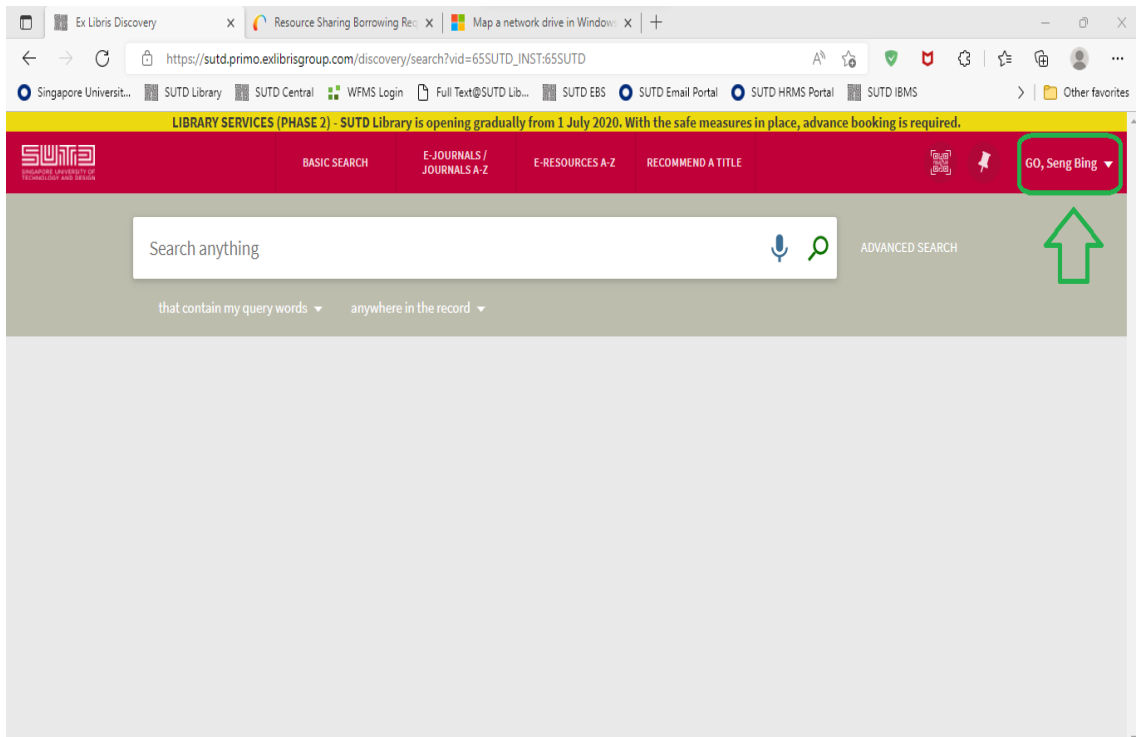 Ex Libris Discovery
Resource Sharing Borrowing Rec
Map a network drive in Window
https://sutd.primo.exlibrisgroup.com/discovery/search?vid=65SUTD_INST:65SUTD
Singapore Universit...
SUTD Library
SUTD Central
WFMS Login
Full Text@SUTD Lib...
SUTD EBS
SUTD Email Portal
SUTD HRMS Portal
SUTD IBMS
Other favorites
LIBRARY SERVICES (PHASE 2) - SUTD Library is opening gradually from 1 July 2020. With the safe measures in place, advance booking is required.
SUTD
SINGAPORE UNIVERSITY OF
TECHNOLOGY AND DESIGN
BASIC SEARCH
E-JOURNALS /
JOURNALS A-Z
E-RESOURCES A-Z
RECOMMEND A TITLE
GO, Seng Bing
Search anything
ADVANCED SEARCH
that contain my query words
anywhere in the record